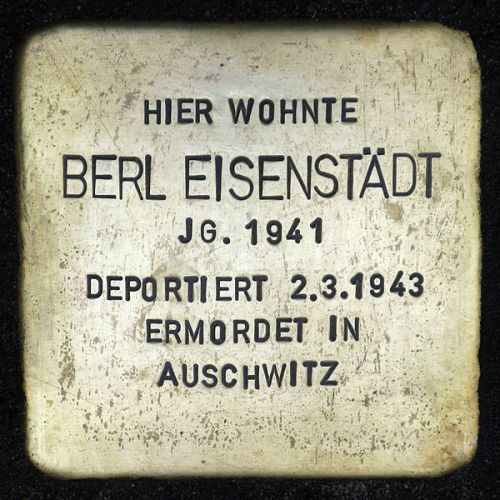 HIER WOHNTE
BERL EISENSTÄDT
JG. 1941
DEPORTIERT 2.3.1943
ERMORDET IN
AUSCHWITZ